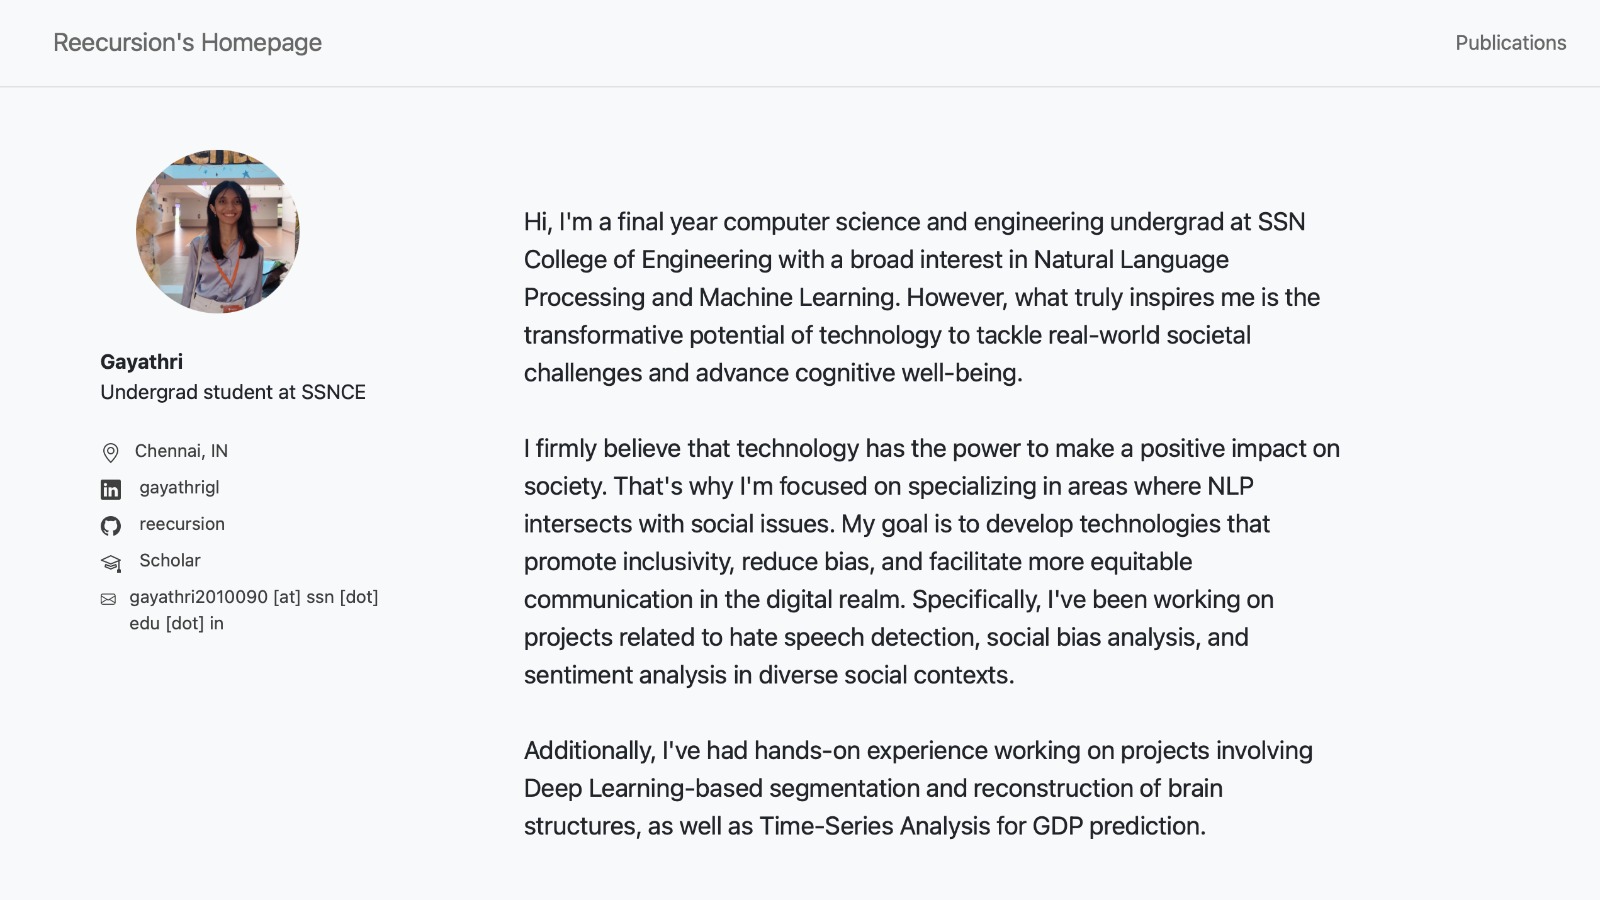 Reecursion's Homepage
Publications
Gayathri
Undergrad student at SSNCE
Chennai, IN
gayathrigl
reecursion
Scholar
gayathri2010090 [at] ssn [dot]
edu [dot] in
Hi, I'm a final year computer science and engineering undergrad at SSN
College of Engineering with a broad interest in Natural Language
Processing and Machine Learning. However, what truly inspires me is the
transformative potential of technology to tackle real-world societal
challenges and advance cognitive well-being.
I firmly believe that technology has the power to make a positive impact on
society. That's why I'm focused on specializing in areas where NLP
intersects with social issues. My goal is to develop technologies that
promote inclusivity, reduce bias, and facilitate more equitable
communication in the digital realm. Specifically, I've been working on
projects related to hate speech detection, social bias analysis, and
sentiment analysis in diverse social contexts.
Additionally, I've had hands-on experience working on projects involving
Deep Learning-based segmentation and reconstruction of brain
structures, as well as Time-Series Analysis for GDP prediction.